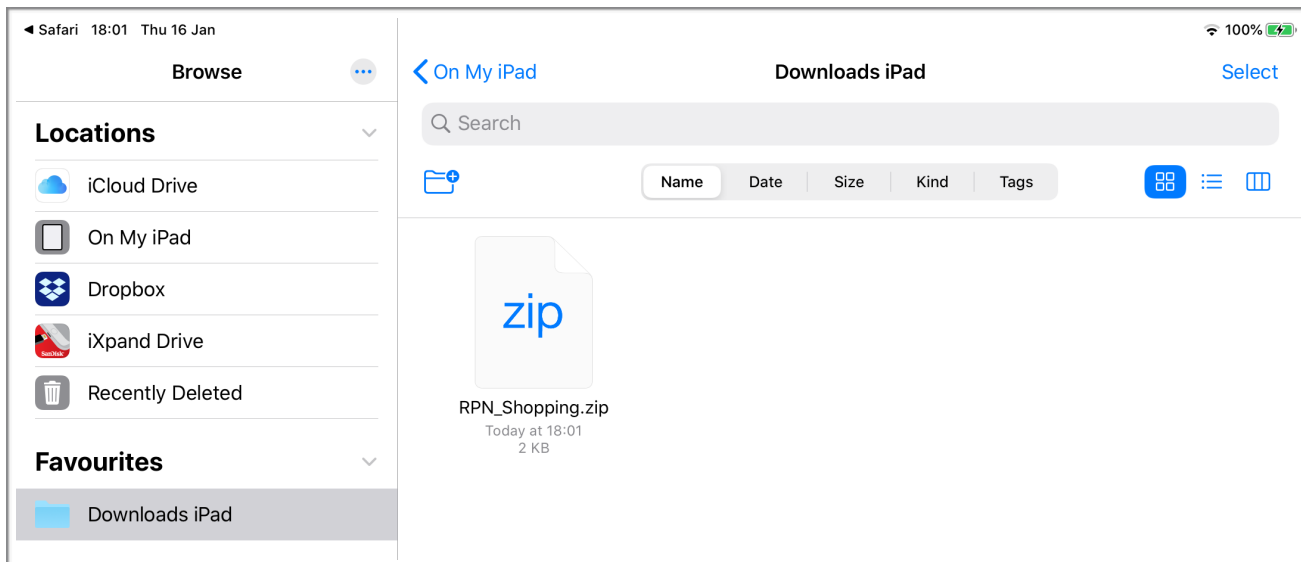 Safari 18:01 Thu 16 Jan
100%
Browse
Locations
iCloud Drive
On My iPad
Dropbox
iXpand Drive
SanDisk
Recently Deleted
Favourites
Downloads iPad
On My iPad
Downloads iPad
Select
Search
Name Date Size Kind Tags
zip
RPN_Shopping.zip
Today at 18:01
2 KB